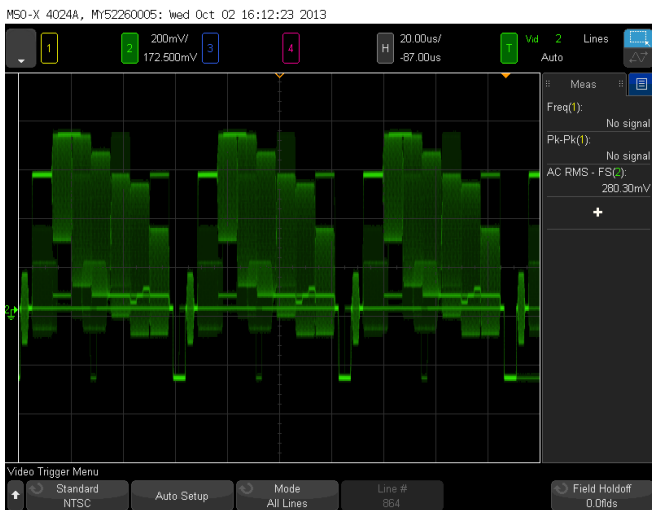 MSO-X 4024A, MY52260005: Wed Oct 02 16:12:23 2013
1 2 200mV/ 172.500mV 3 4 H 20.00us/ -87.00us T Vid 2 Lines Auto
Meas
Freq(1):
No signal
Pk-Pk(1):
No signal
AC RMS - FS(2):
280.30mV
2
Video Trigger Menu
Standard
NTSC
Auto Setup
Mode
All Lines
Line #
864
Field Holdoff
0.0flds